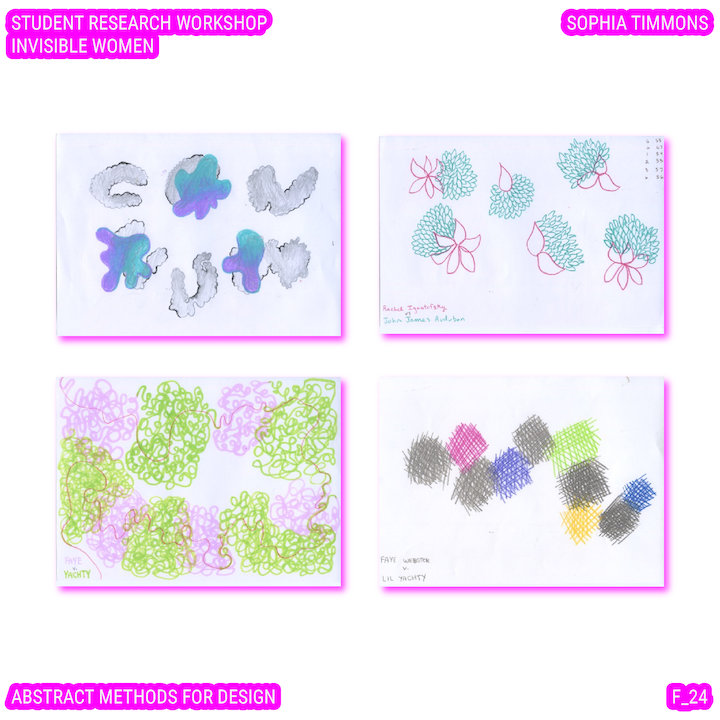 STUDENT RESEARCH WORKSHOP
INVISIBLE WOMEN
SOPHIA TIMMONS
Rachel Ignotofsky
John James Audubon
FAYE
v.
YACHTY
FAYE WEBSTER
v.
LIL YACHTY
ABSTRACT METHODS FOR DESIGN
F_24